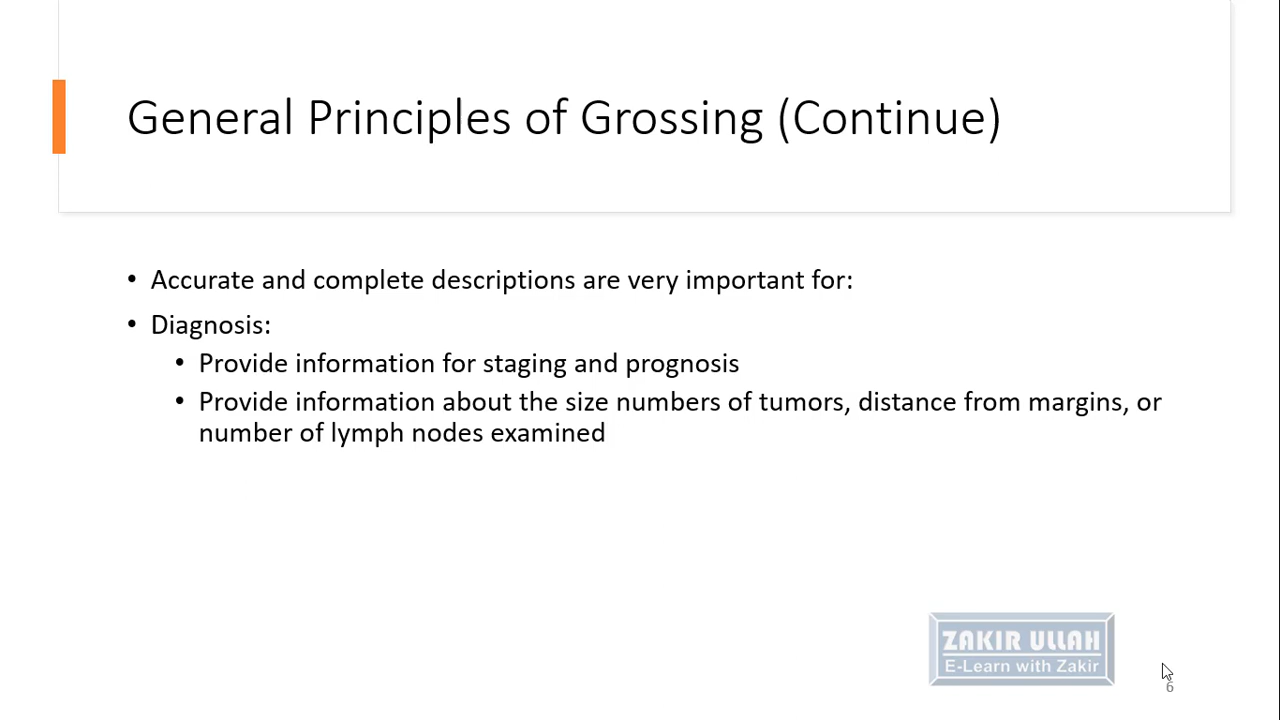 General Principles of Grossing (Continue)
• Accurate and complete descriptions are very important for:
• Diagnosis:
• Provide information for staging and prognosis
• Provide information about the size numbers of tumors, distance from margins, or
number of lymph nodes examined
ZAKIR ULLAH
E-Learn with Zakir
6